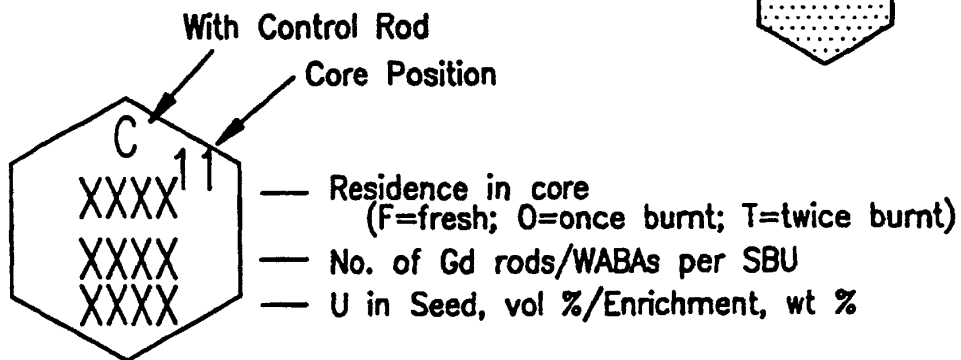 With Control Rod
Core Position
C
11
XXXX
Residence in core
(F=fresh; O=once burnt; T=twice burnt)
XXXX
No. of Gd rods/WABAs per SBU
XXXX
U in Seed, vol %/Enrichment, wt %